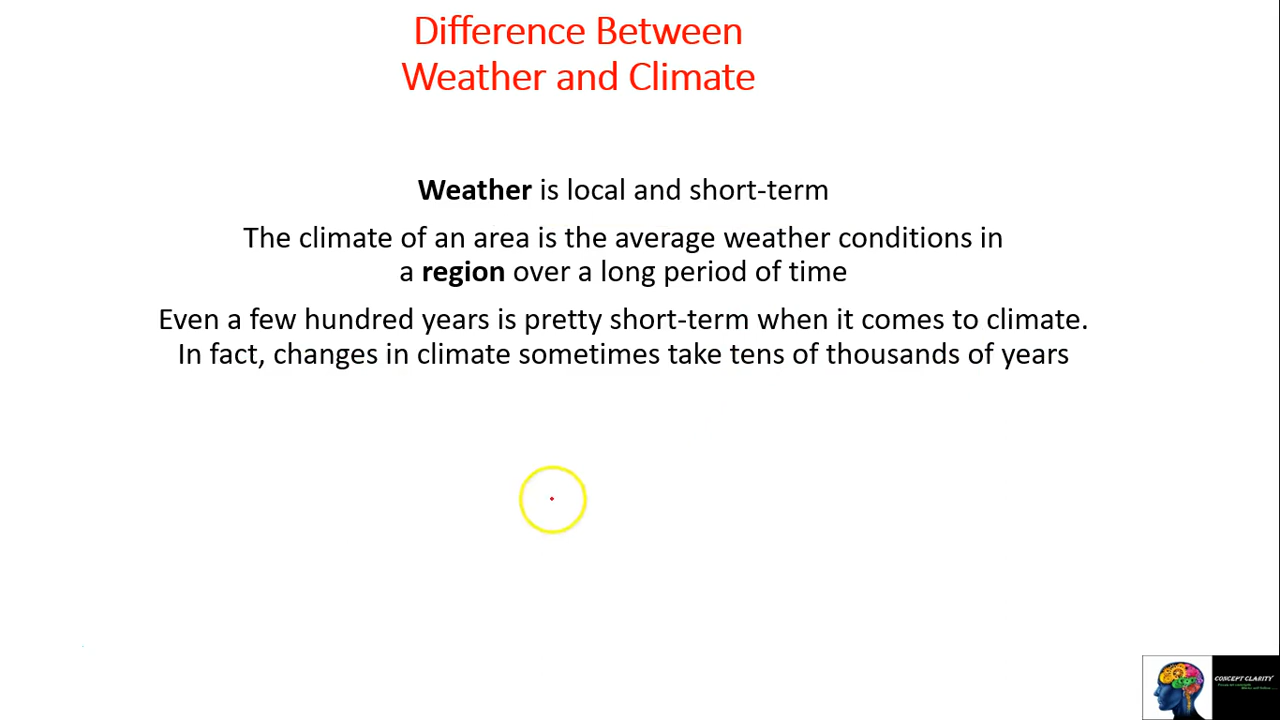 Difference Between
Weather and Climate
Weather is local and short-term
The climate of an area is the average weather conditions in
a region over a long period of time
Even a few hundred years is pretty short-term when it comes to climate.
In fact, changes in climate sometimes take tens of thousands of years
CONCEPT CLARITY